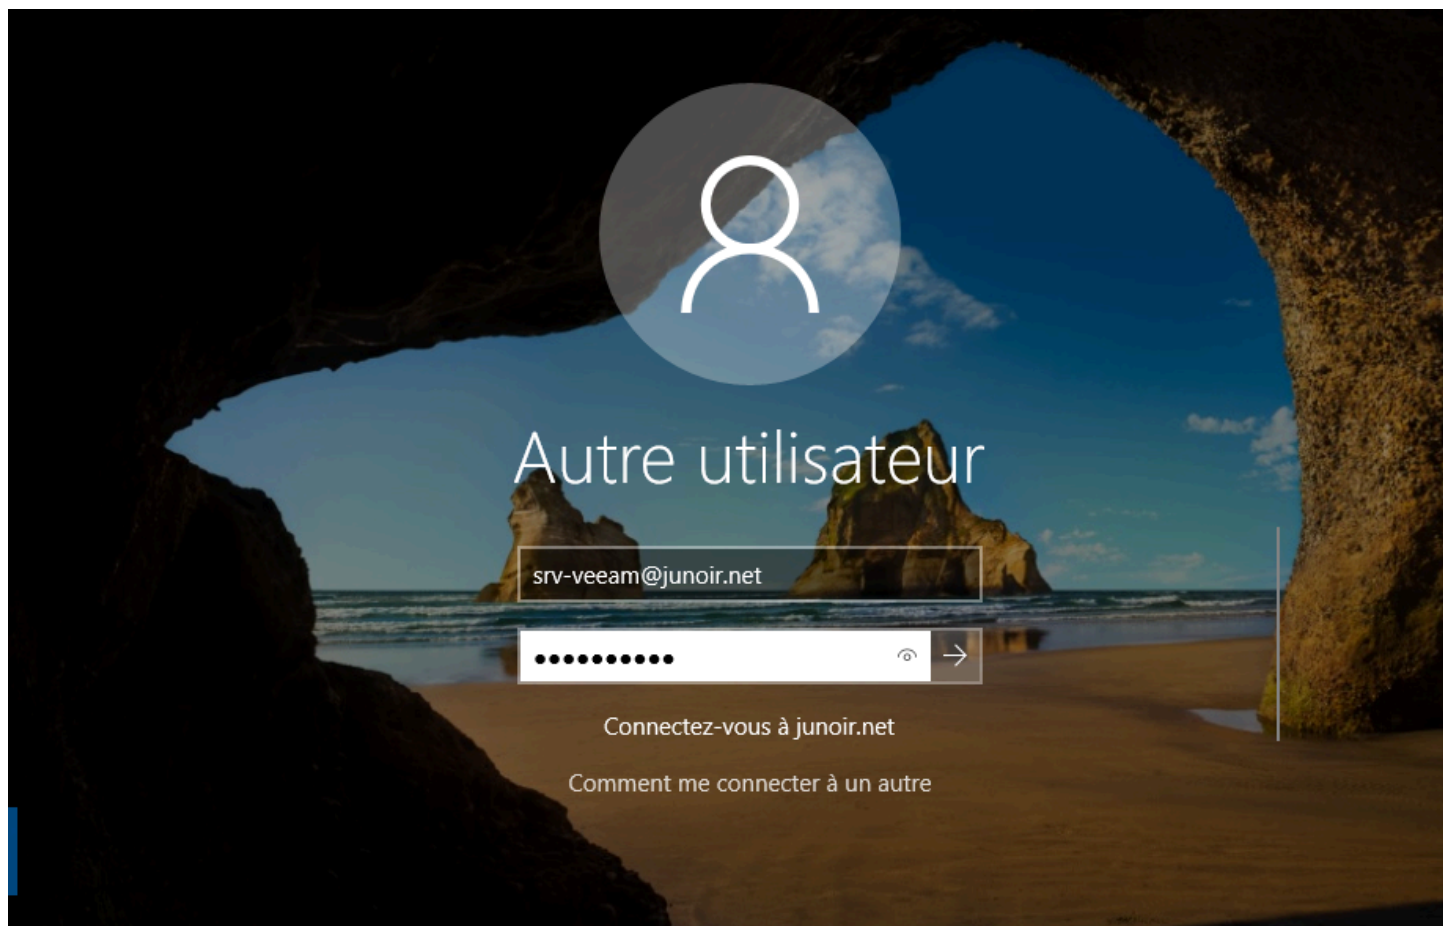 Autre utilisateur
srv-veeam@junoir.net
••••••••••
Connectez-vous à junoir.net
Comment me connecter à un autre